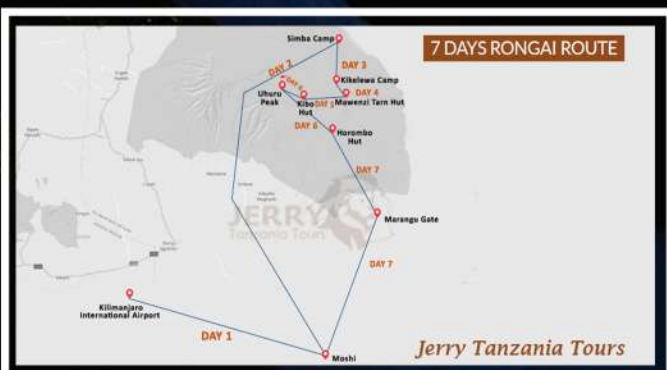 7 DAYS RONGAI ROUTE
Simba Camp
DAY 2
DAY 3
Kikelewa Camp
Uhuru
Peak
Kibo
Hut
DAY 4
DAY 5
Mawenzi Tarn Hut
DAY 6
Horombo
Hut
DAY 7
JERRY
Tanzania Tours
Marangu Gate
DAY 7
Kilimanjaro
International Airport
DAY 1
Moshi
Jerry Tanzania Tours